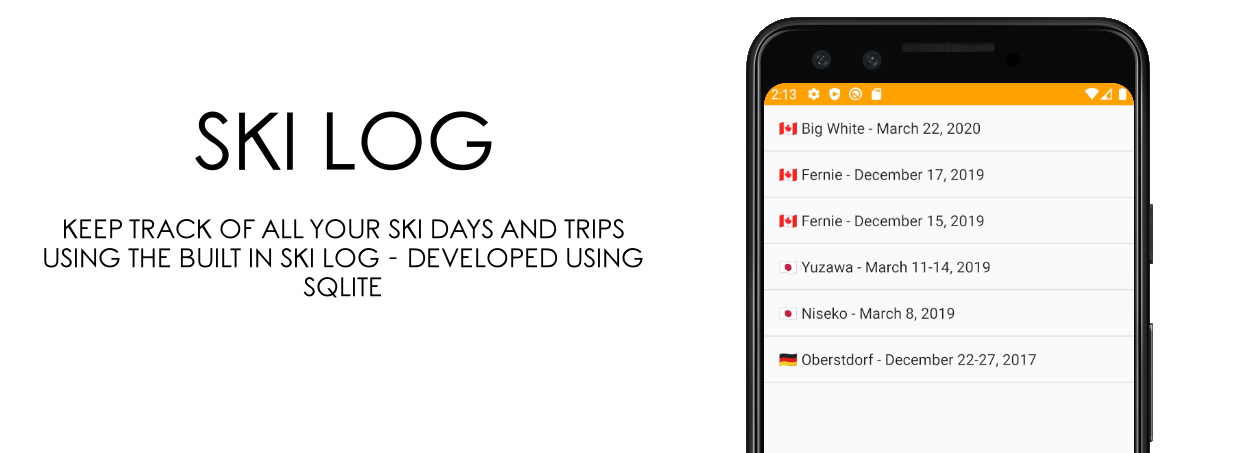 SKI LOG
KEEP TRACK OF ALL YOUR SKI DAYS AND TRIPS
USING THE BUILT IN SKI LOG - DEVELOPED USING
SQLITE
2:13
🇨🇦 Big White - March 22, 2020
🇨🇦 Fernie - December 17, 2019
🇨🇦 Fernie - December 15, 2019
🇯🇵 Yuzawa - March 11-14, 2019
🇯🇵 Niseko - March 8, 2019
🇩🇪 Oberstdorf - December 22-27, 2017